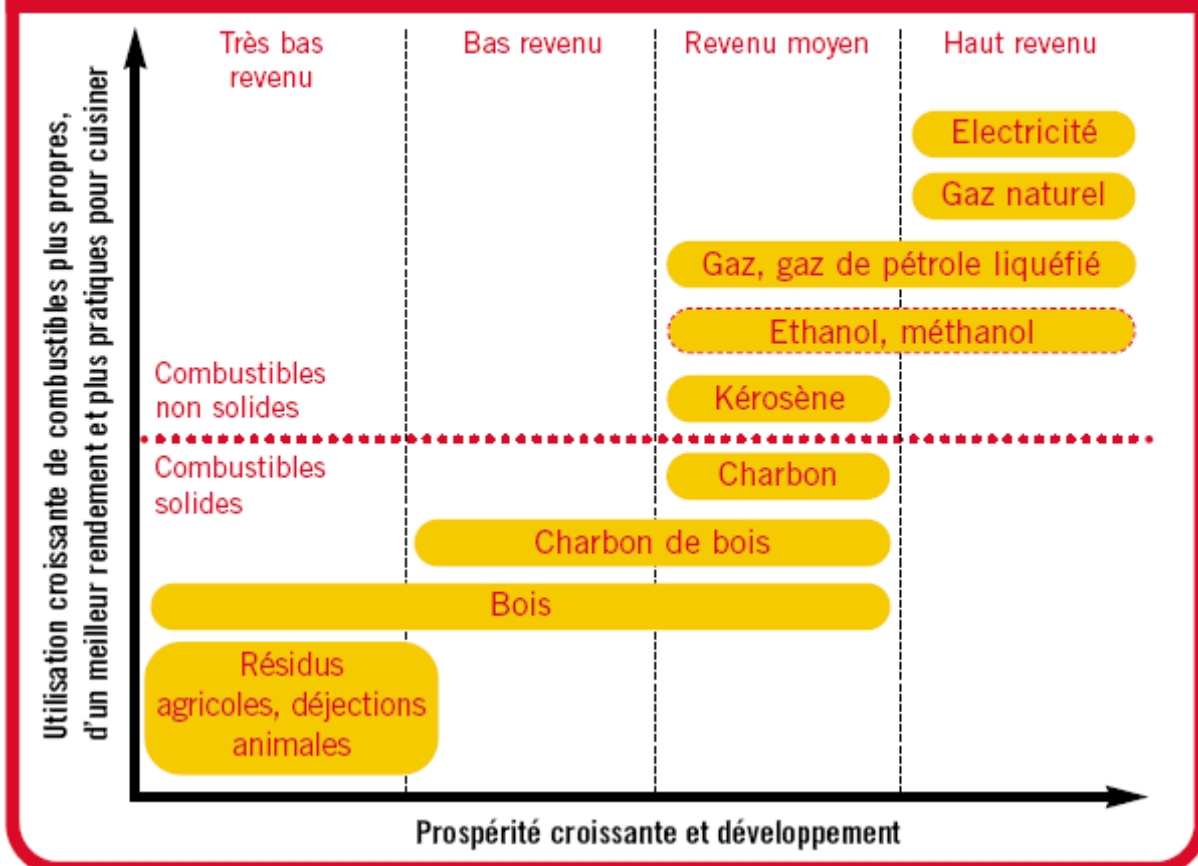 Très bas
revenu
Bas revenu
Revenu moyen
Haut revenu
Utilisation croissante de combustibles plus propres,
d'un meilleur rendement et plus pratiques pour cuisiner
Electricité
Gaz naturel
Gaz, gaz de pétrole liquéfié
Ethanol, méthanol
Combustibles
non solides
Kérosène
Combustibles
solides
Charbon
Charbon de bois
Bois
Résidus
agricoles, déjections
animales
Prospérité croissante et développement